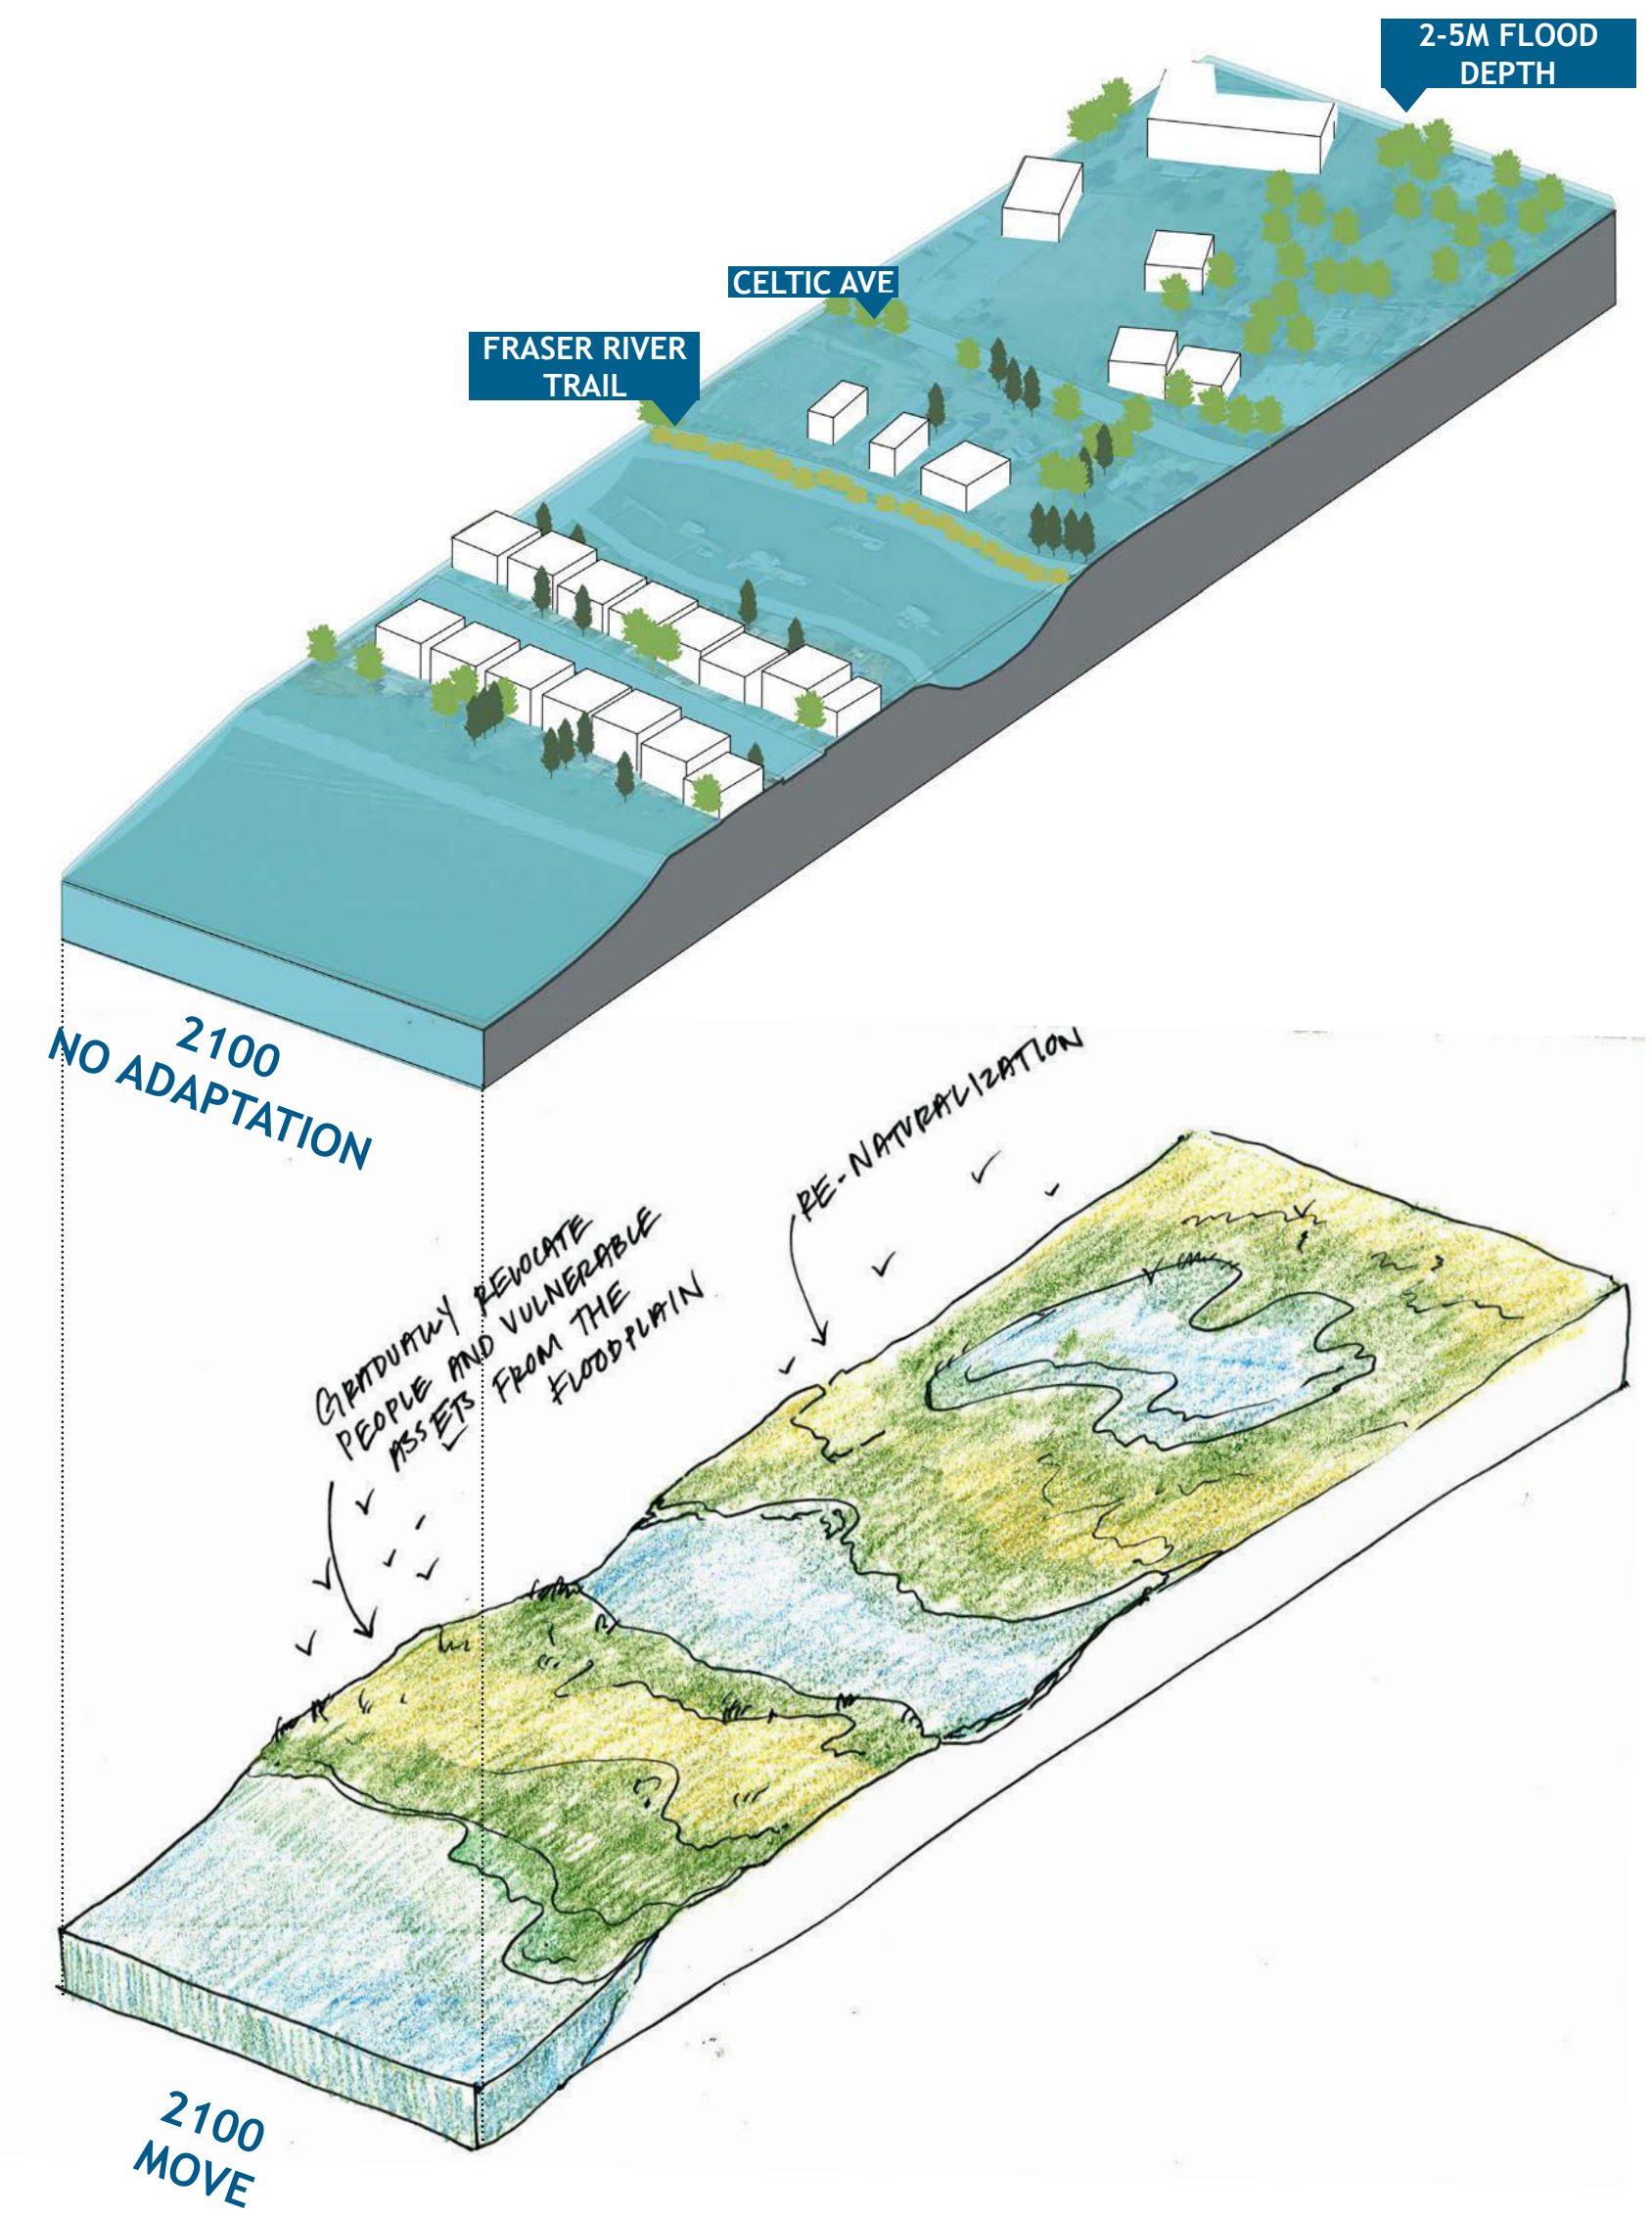 2-5M FLOOD
DEPTH
CELTIC AVE
FRASER RIVER
TRAIL
2100
NO ADAPTATION
RE-NATURALIZATION
GRADUALLY RELOCATE
PEOPLE AND VULNERABLE
ASSETS FROM THE
FLOODPLAIN
2100
MOVE